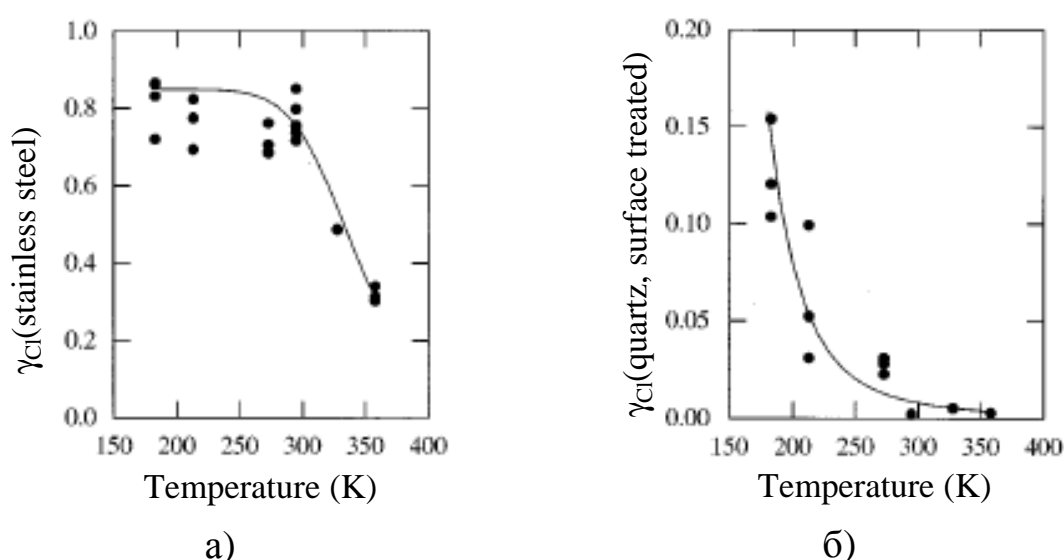 1.0
0.8
0.6
0.4
0.2
0.0
150 200 250 300 350 400
γCl(stainless steel)
Temperature (K)
а)
0.20
0.15
0.10
0.05
0.00
150 200 250 300 350 400
γCl(quartz, surface treated)
Temperature (K)
б)